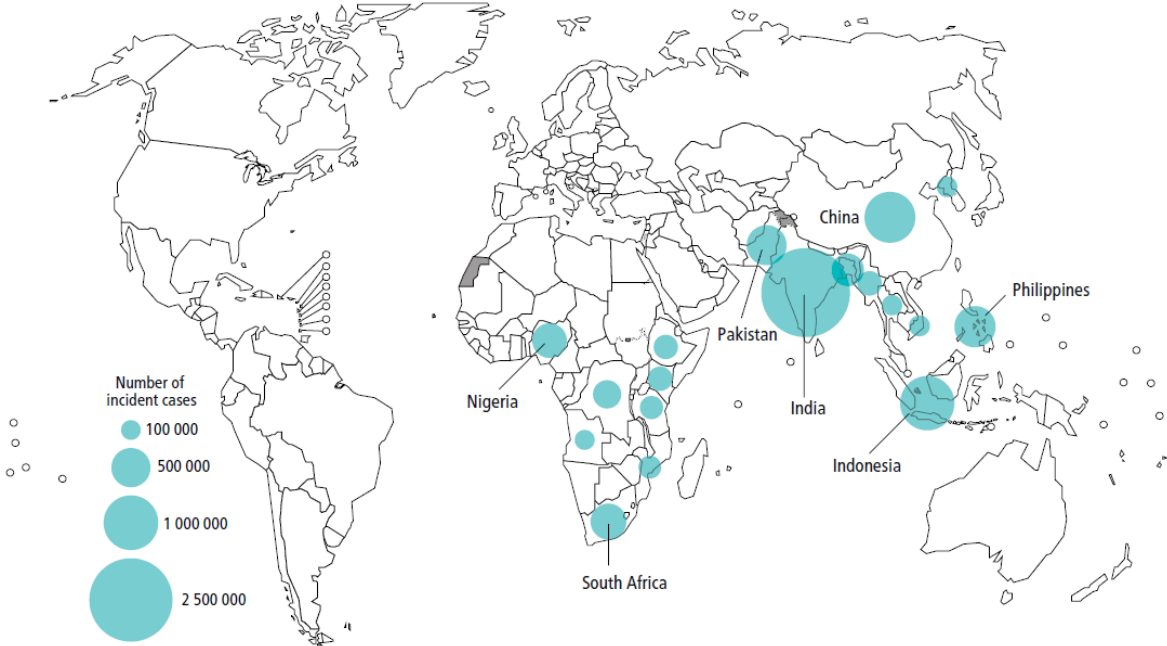 China
Philippines
Pakistan
Nigeria
India
Indonesia
South Africa
Number of
incident cases
100 000
500 000
1 000 000
2 500 000